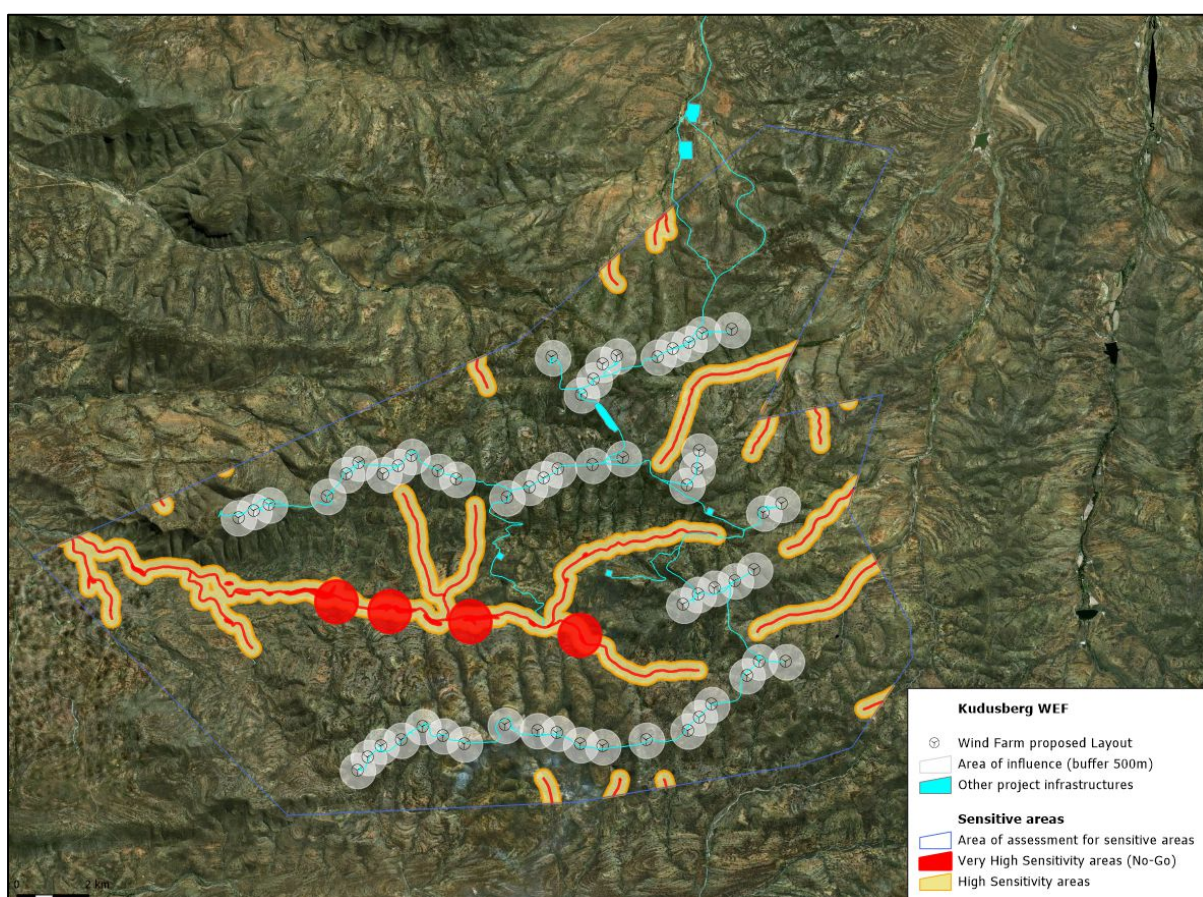 Kudusberg WEF
Wind Farm proposed Layout
Area of influence (buffer 500m)
Other project infrastructures
Sensitive areas
Area of assessment for sensitive areas
Very High Sensitivity areas (No-Go)
High Sensitivity areas
0 2 km